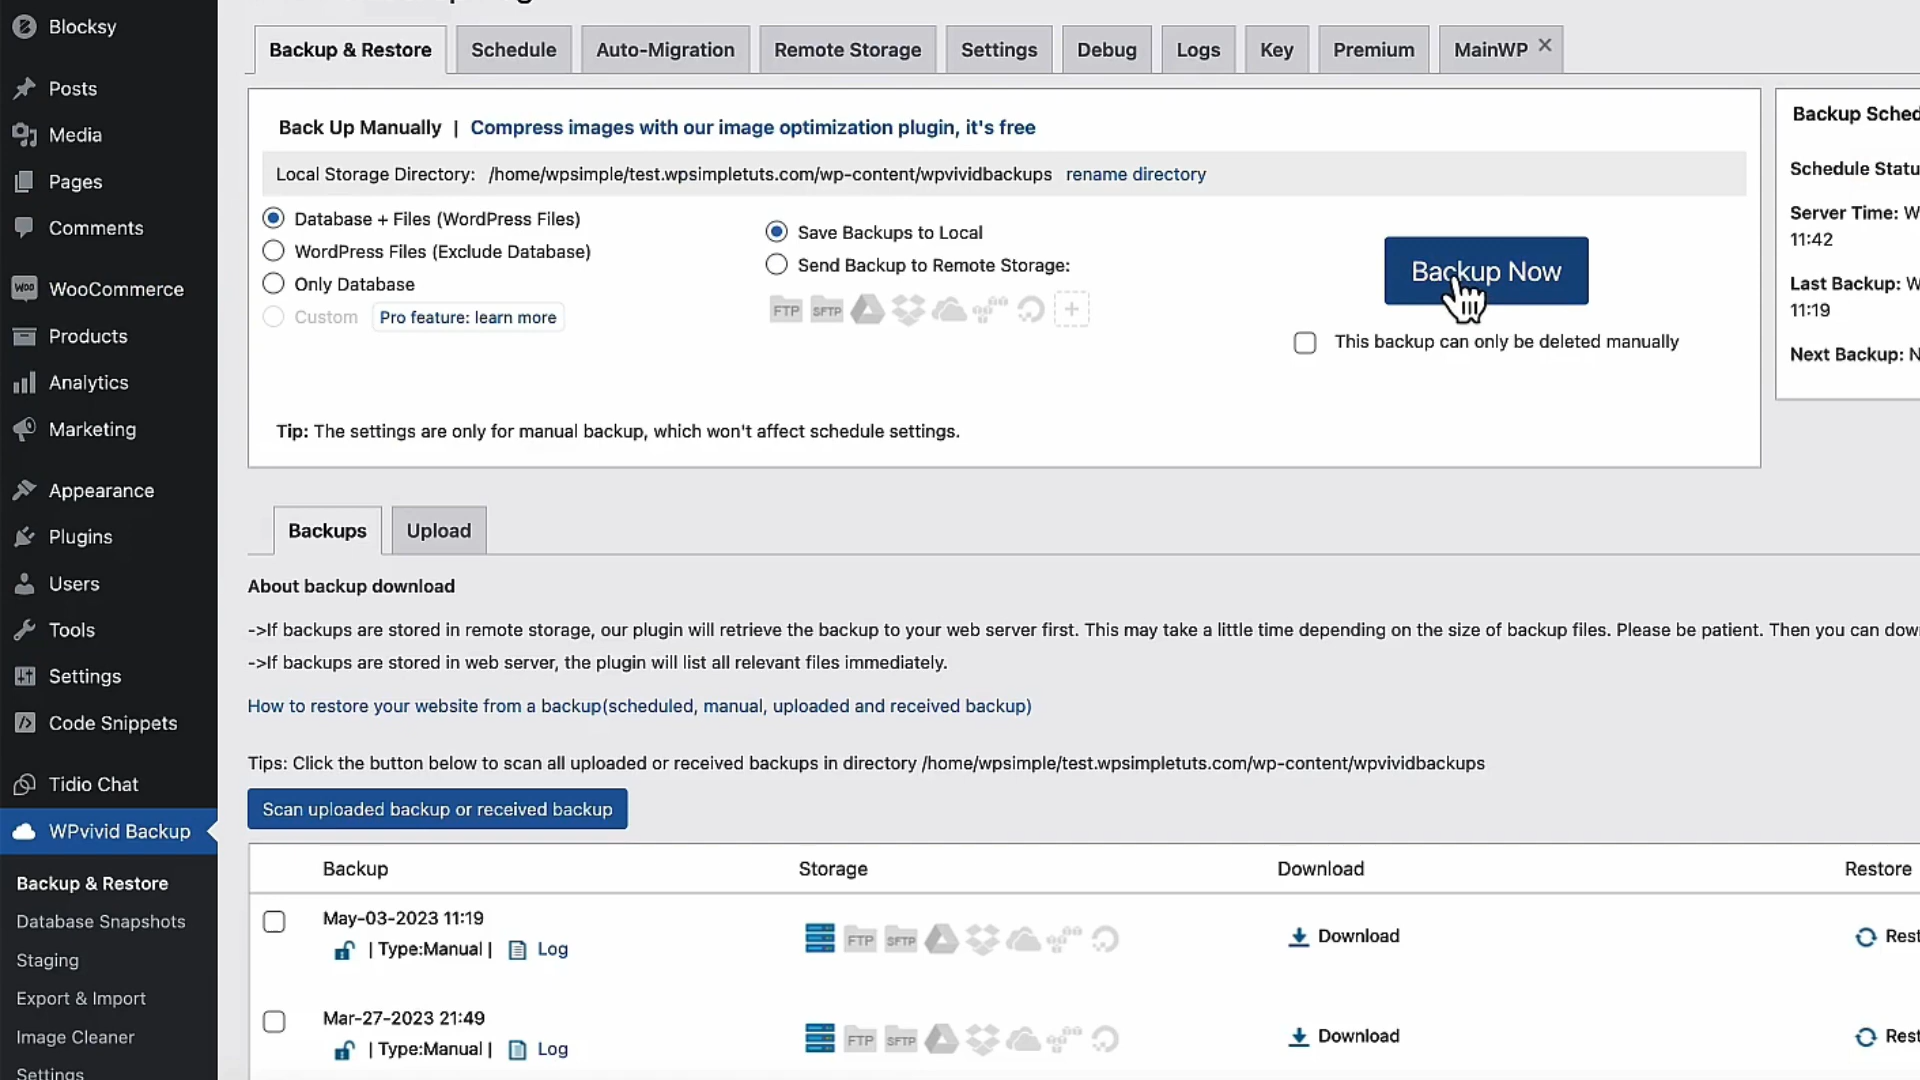 Blocksy
Posts
Media
Pages
Comments
WooCommerce
Products
Analytics
Marketing
Appearance
Plugins
Users
Tools
Settings
Code Snippets
Tidio Chat
WPvivid Backup
Backup & Restore
Database Snapshots
Staging
Export & Import
Image Cleaner
Settings
Backup & Restore
Schedule
Auto-Migration
Remote Storage
Settings
Debug
Logs
Key
Premium
MainWP
Back Up Manually | Compress images with our image optimization plugin, it's free
Local Storage Directory: /home/wpsimple/test.wpsimpletuts.com/wp-content/wpvividbackups rename directory
Database + Files (WordPress Files)
WordPress Files (Exclude Database)
Only Database
Custom Pro feature: learn more
Save Backups to Local
Send Backup to Remote Storage:
FTP SFTP
Backup Now
This backup can only be deleted manually
Tip: The settings are only for manual backup, which won't affect schedule settings.
Backup Sched
Schedule Statu
Server Time: W
11:42
Last Backup: W
11:19
Next Backup: N
Backups
Upload
About backup download
->If backups are stored in remote storage, our plugin will retrieve the backup to your web server first. This may take a little time depending on the size of backup files. Please be patient. Then you can dow
->If backups are stored in web server, the plugin will list all relevant files immediately.
How to restore your website from a backup(scheduled, manual, uploaded and received backup)
Tips: Click the button below to scan all uploaded or received backups in directory /home/wpsimple/test.wpsimpletuts.com/wp-content/wpvividbackups
Scan uploaded backup or received backup
Backup Storage Download Restore
May-03-2023 11:19
| Type:Manual | Log
FTP SFTP
Download
Rest
Mar-27-2023 21:49
| Type:Manual | Log
FTP SFTP
Download
Rest